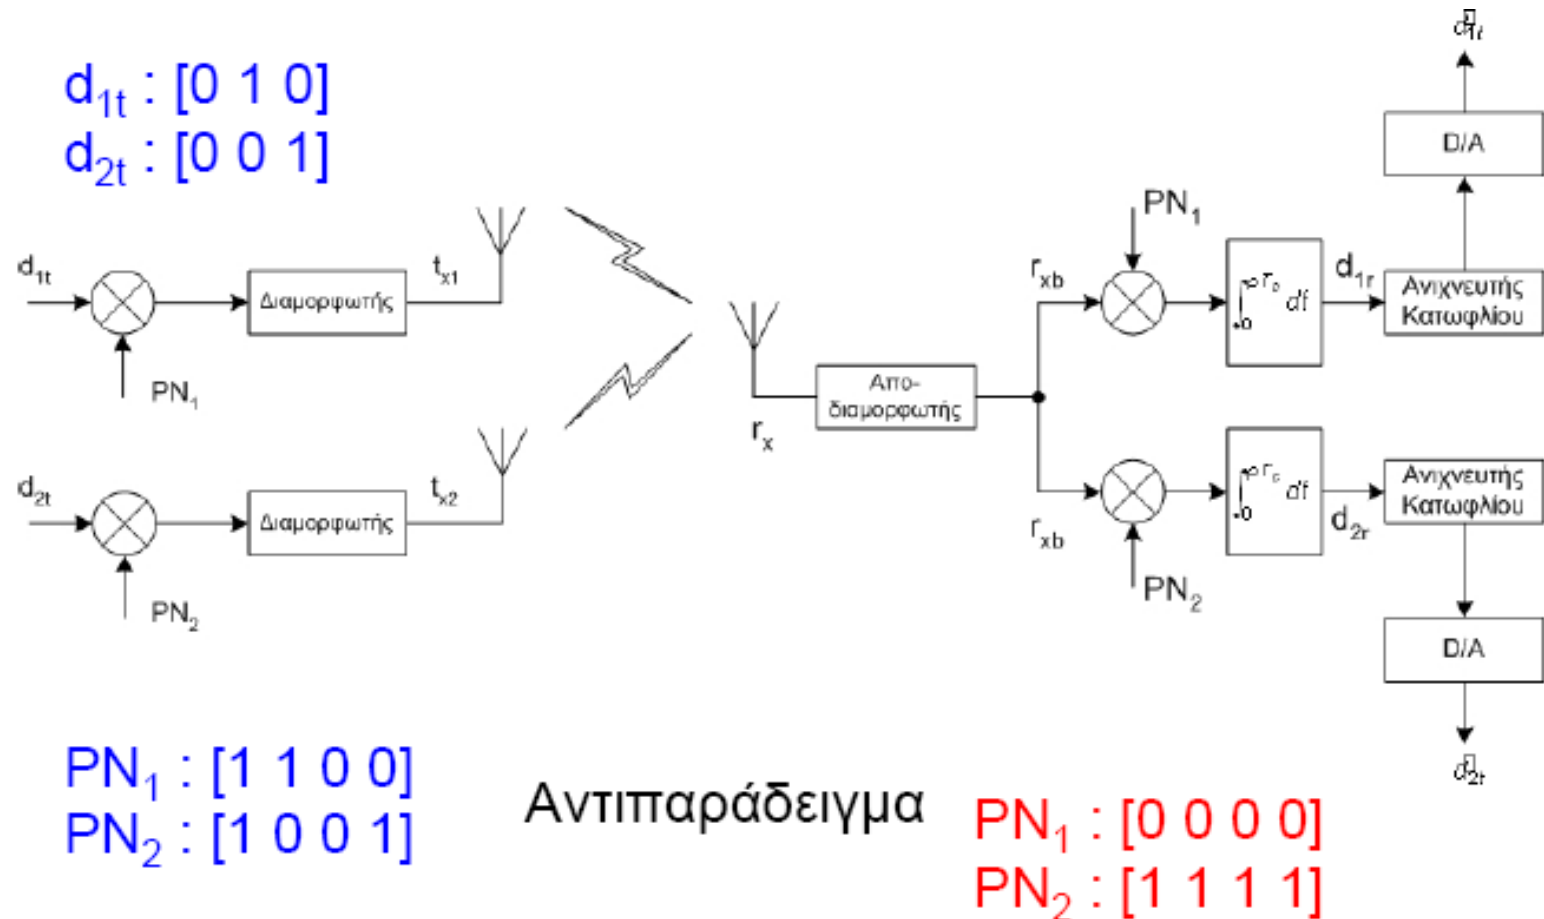 d1t : [0 1 0]
d2t : [0 0 1]
d1t
PN1
Διαμορφωτής
tx1
d2t
PN2
Διαμορφωτής
tx2
rx
Απο-
διαμορφωτής
rxb
PN1
d1r
Ανιχνευτής
Κατωφλίου
D/A
rxb
PN2
d2r
Ανιχνευτής
Κατωφλίου
D/A
PN1 : [1 1 0 0]
PN2 : [1 0 0 1]
Αντιπαράδειγμα
PN1 : [0 0 0 0]
PN2 : [1 1 1 1]